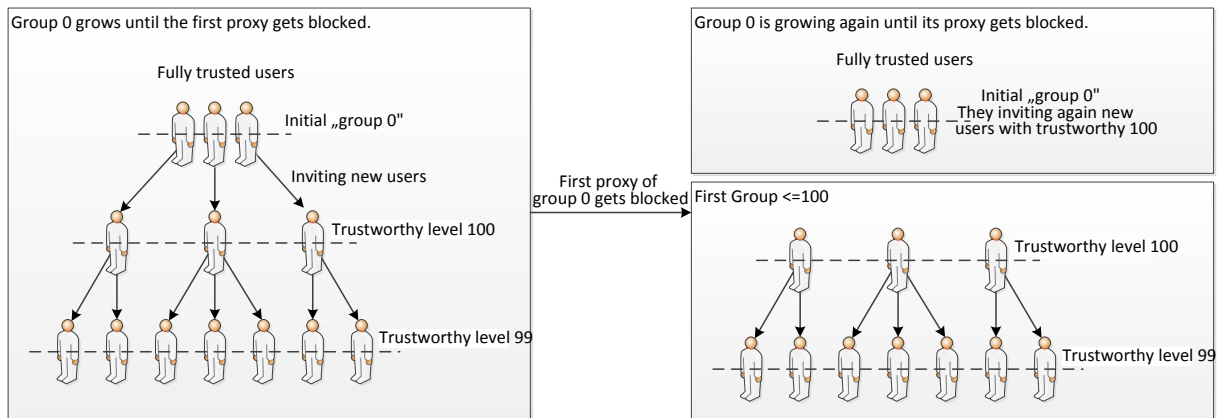 Group 0 grows until the first proxy gets blocked.
Fully trusted users
Initial „group 0"
Inviting new users
Trustworthy level 100
Trustworthy level 99
First proxy of
group 0 gets blocked
Group 0 is growing again until its proxy gets blocked.
Fully trusted users
Initial „group 0"
They inviting again new
users with trustworthy 100
First Group <=100
Trustworthy level 100
Trustworthy level 99